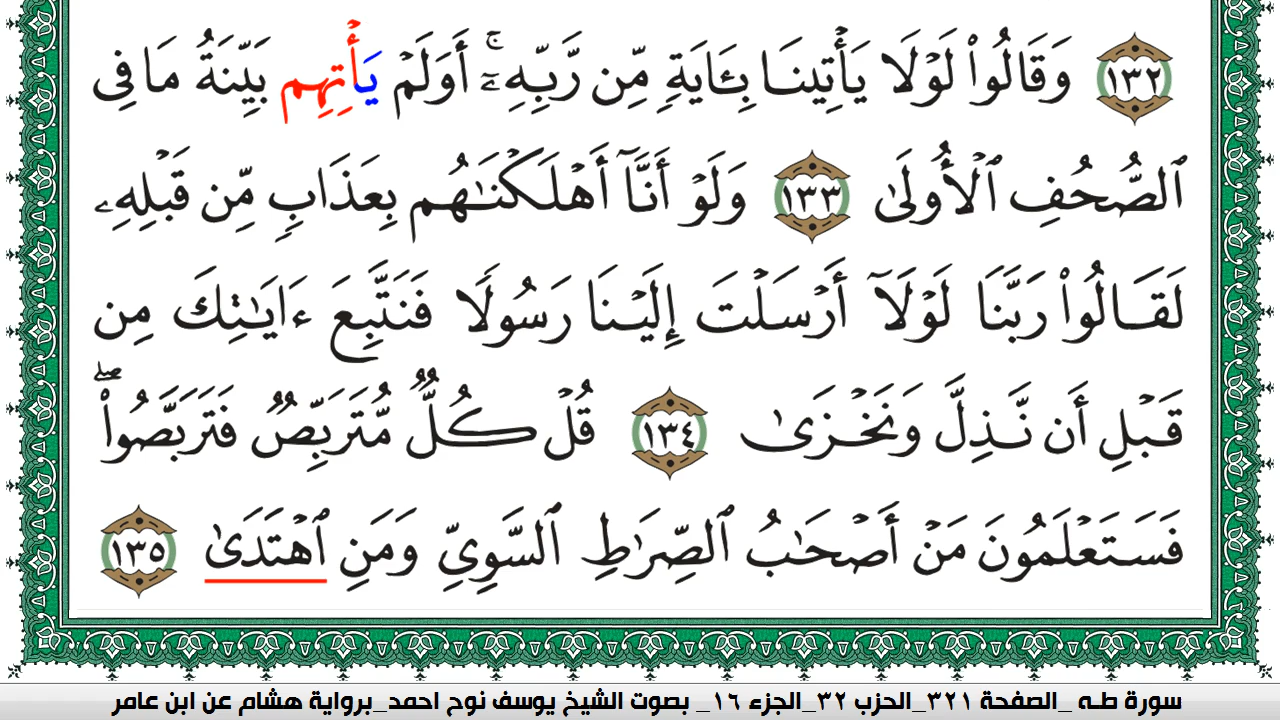 ١٣٢ وَقَالُوا۟ لَوْلَا يَأْتِينَا بِـَٔايَةٍ مِّن رَّبِّهِۦٓ ۚ أَوَلَمْ يَأْتِهِم بَيِّنَةُ مَا فِى
ٱلصُّحُفِ ٱلْأُولَىٰ ١٣٣ وَلَوْ أَنَّآ أَهْلَكْنَـٰهُم بِعَذَابٍ مِّن قَبْلِهِۦ
لَقَالُوا۟ رَبَّنَا لَوْلَآ أَرْسَلْتَ إِلَيْنَا رَسُولًا فَنَتَّبِعَ ءَايَـٰتِكَ مِن
قَبْلِ أَن نَّذِلَّ وَنَخْزَىٰ ١٣٤ قُلْ كُلٌّ مُّتَرَبِّصٌ فَتَرَبَّصُوا۟ ۖ
فَسَتَعْلَمُونَ مَنْ أَصْحَـٰبُ ٱلصِّرَٰطِ ٱلسَّوِىِّ وَمَنِ ٱهْتَدَىٰ ١٣٥
سورة طه _الصفحة ٣٢١_الحزب ٣٢_الجزء ١٦_ بصوت الشيخ يوسف نوح احمد_برواية هشام عن ابن عامر